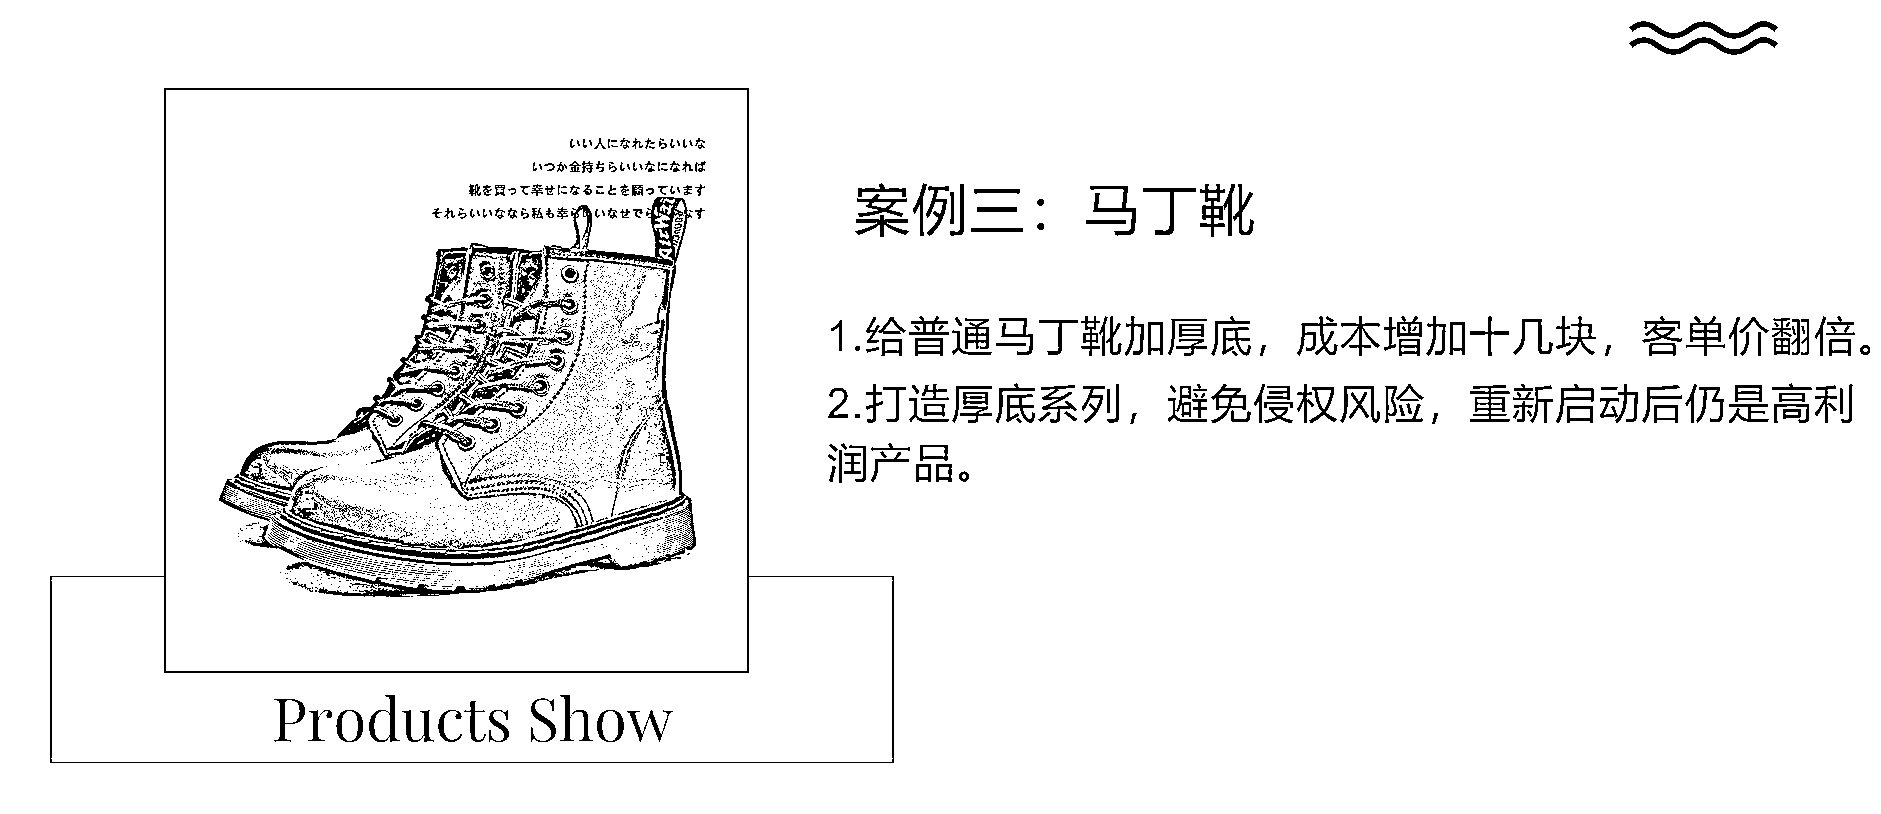 いい人になれたらいいな
いつか金持ちらいいなになれば
靴を買って幸せになることを願っています
それらいいななら私も幸ら
いなせでら
なす
案例三：马丁靴
1.给普通马丁靴加厚底，成本增加十几块，客单价翻倍。
2.打造厚底系列，避免侵权风险，重新启动后仍是高利
润产品。
Products Show